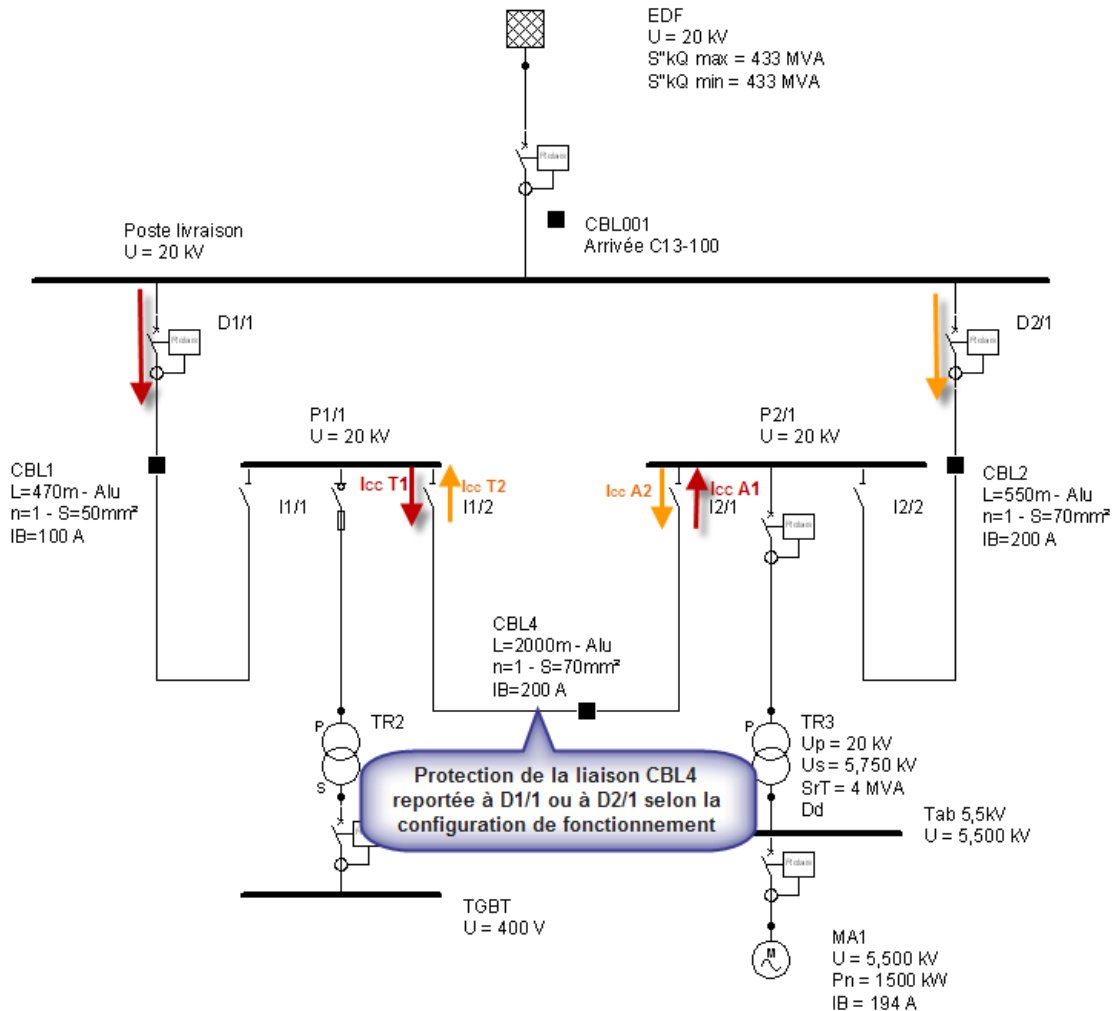 EDF
U = 20 kV
S"kQ max = 433 MVA
S"kQ min = 433 MVA
Relais
CBL001
Arrivée C13-100
Poste livraison
U = 20 kV
D1/1
Relais
D2/1
Relais
P1/1
U = 20 kV
P2/1
U = 20 kV
CBL1
L=470m - Alu
n=1 - S=50mm²
IB=100 A
I1/1
Icc T1
Icc T2
I1/2
Icc A2
Icc A1
I2/1
I2/2
CBL2
L=550m - Alu
n=1 - S=70mm²
IB=200 A
Relais
CBL4
L=2000m - Alu
n=1 - S=70mm²
IB=200 A
P
S
TR2
P
TR3
Up = 20 kV
Us = 5,750 kV
SrT = 4 MVA
Dd
Protection de la liaison CBL4
reportée à D1/1 ou à D2/1 selon la
configuration de fonctionnement
Tab 5,5kV
U = 5,500 kV
Relais
TGBT
U = 400 V
M
MA1
U = 5,500 kV
Pn = 1500 kW
IB = 194 A